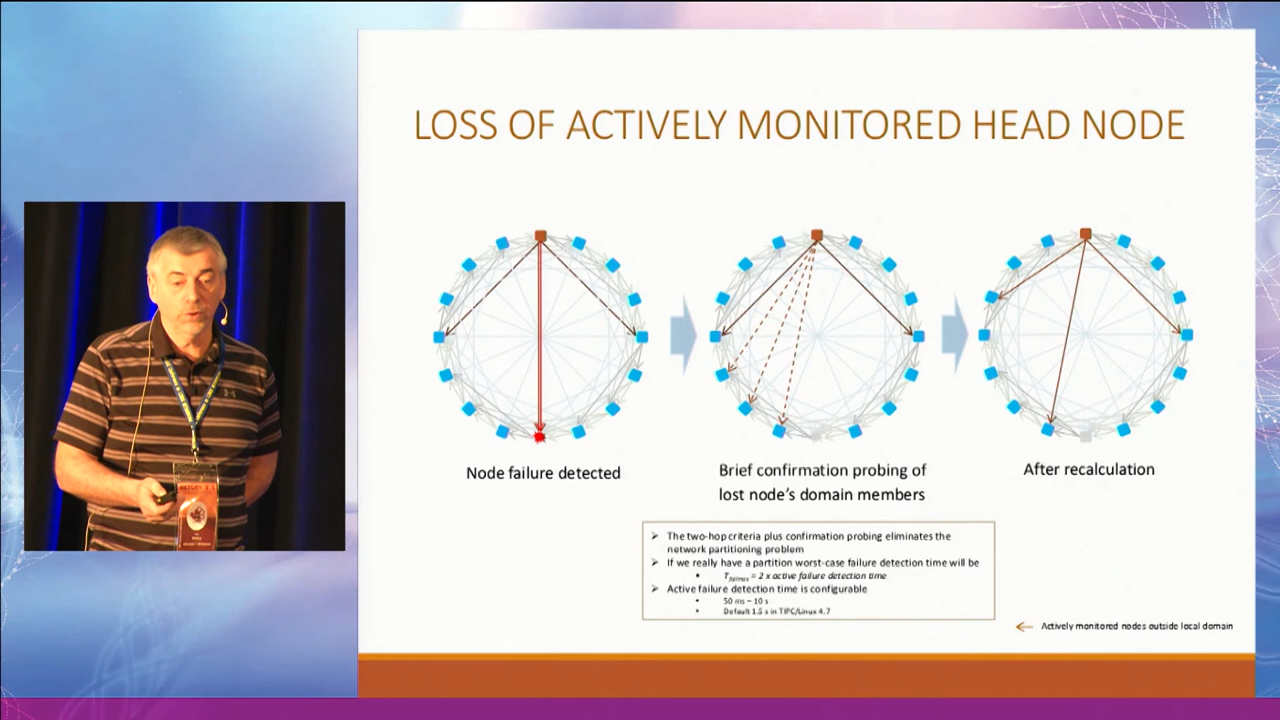 LOSS OF ACTIVELY MONITORED HEAD NODE
Node failure detected
Brief confirmation probing of
lost node's domain members
After recalculation
➢ The two-hop criteria plus confirmation probing eliminates the
network partitioning problem
➢ If we really have a partition worst-case failure detection time will be
• = 2 x active failure detection time
➢ Active failure detection time is configurable
• 50 ms – 10 s
• Default 1.5 s in TIPC/Linux 4.7
Actively monitored nodes outside local domain